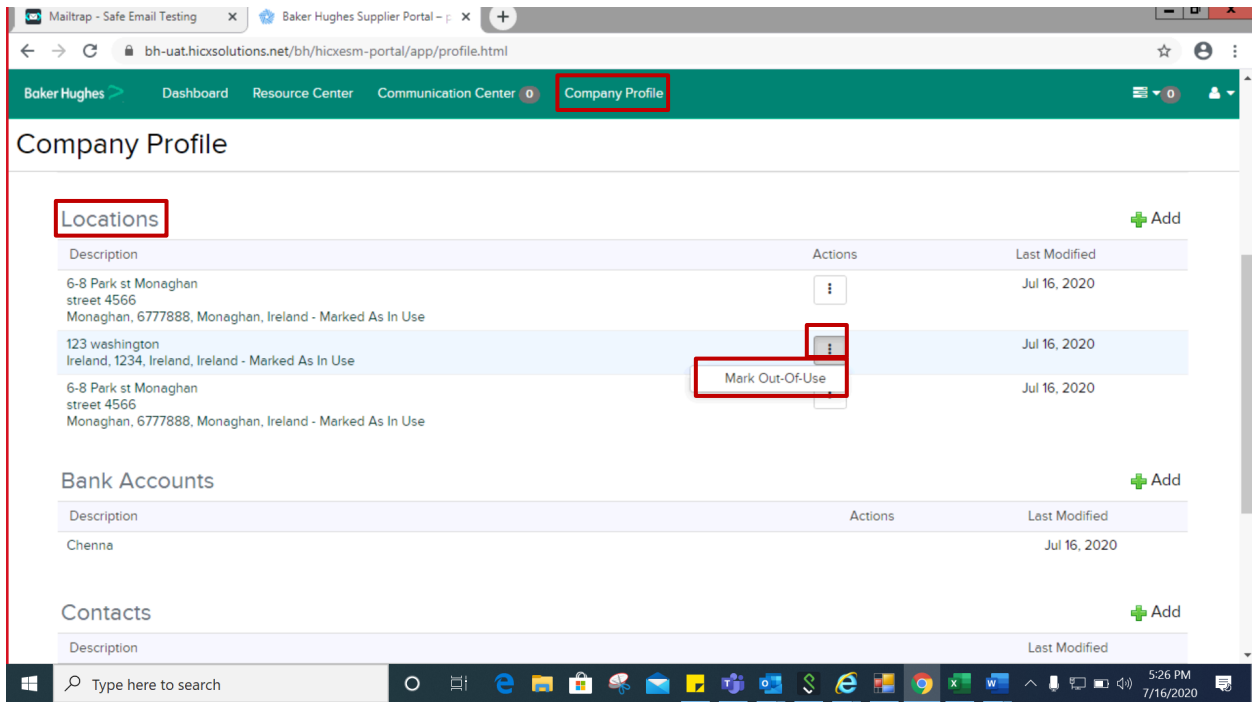 Mailtrap - Safe Email Testing
Baker Hughes Supplier Portal – p
bh-uat.hicxsolutions.net/bh/hicxesm-portal/app/profile.html
Baker Hughes Dashboard Resource Center Communication Center 0 Company Profile 0
Company Profile
Locations Add
Description Actions Last Modified
6-8 Park st Monaghan Jul 16, 2020
street 4566
Monaghan, 6777888, Monaghan, Ireland - Marked As In Use
123 washington Jul 16, 2020
Ireland, 1234, Ireland, Ireland - Marked As In Use
Mark Out-Of-Use
6-8 Park st Monaghan Jul 16, 2020
street 4566
Monaghan, 6777888, Monaghan, Ireland - Marked As In Use
Bank Accounts Add
Description Actions Last Modified
Chenna Jul 16, 2020
Contacts Add
Description Last Modified
Type here to search
5:26 PM
7/16/2020